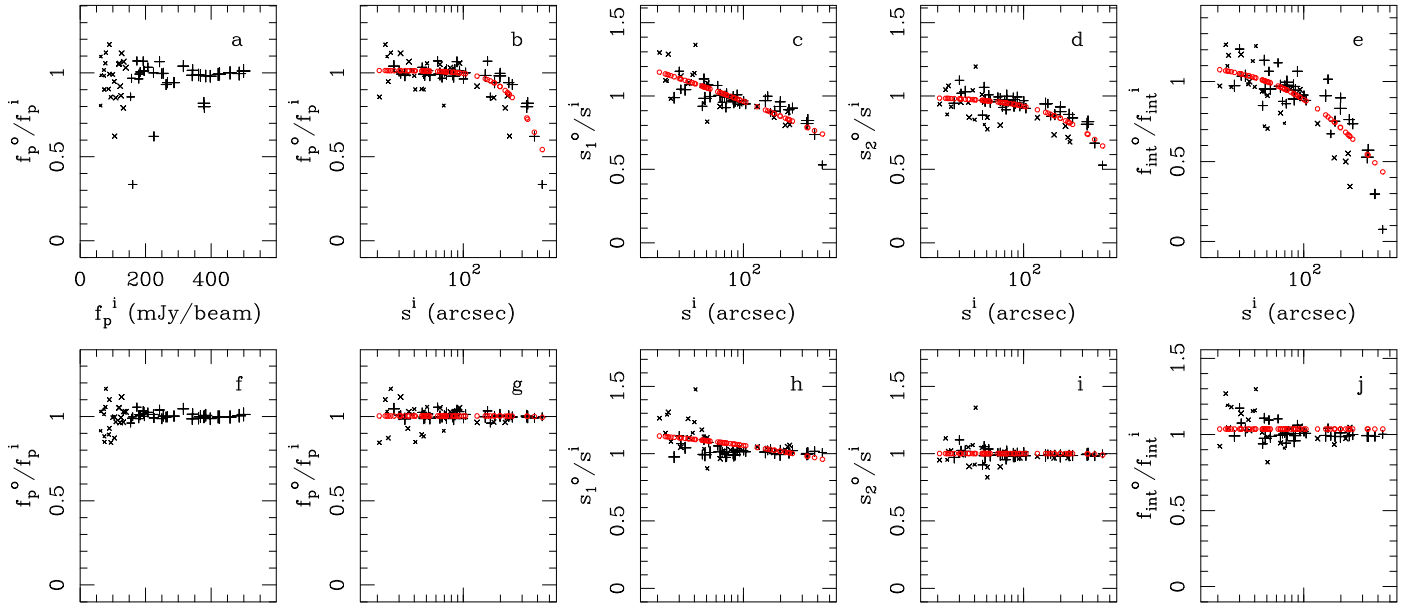 a
f_p^o/f_p^i
0 0.5 1
0 200 400
f_p^i (mJy/beam)
b
f_p^o/f_p^i
0 0.5 1
10^2
s^i (arcsec)
c
s_1^o/s^i
0 0.5 1 1.5
10^2
s^i (arcsec)
d
s_2^o/s^i
0 0.5 1 1.5
10^2
s^i (arcsec)
e
f_int^o/f_int^i
0 0.5 1
10^2
s^i (arcsec)
f
f_p^o/f_p^i
0 0.5 1
g
f_p^o/f_p^i
0 0.5 1
h
s_1^o/s^i
0 0.5 1 1.5
i
s_2^o/s^i
0 0.5 1 1.5
j
f_int^o/f_int^i
0 0.5 1 1.5